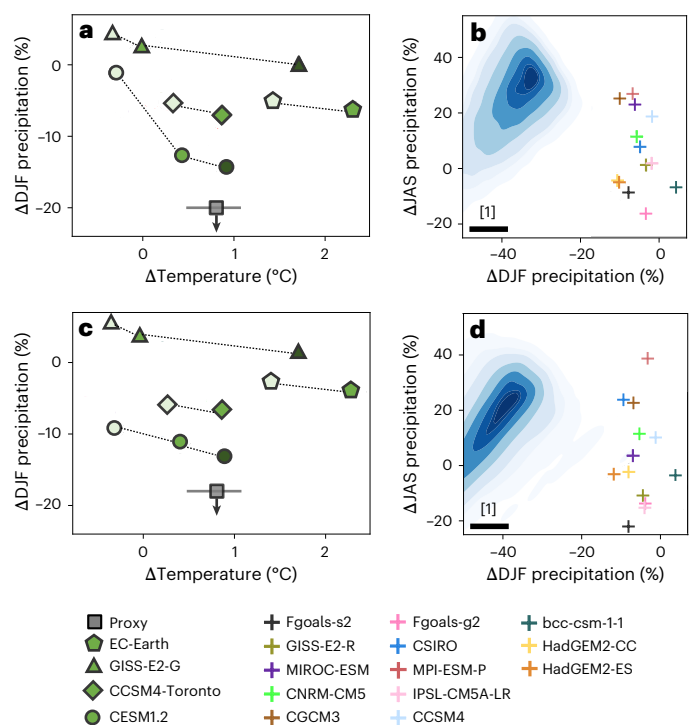 a
ΔDJF precipitation (%)
0
−10
−20
0
1
2
ΔTemperature (°C)
b
ΔJAS precipitation (%)
40
20
0
−20
[1]
−40
−20
0
ΔDJF precipitation (%)
c
ΔDJF precipitation (%)
0
−10
−20
0
1
2
ΔTemperature (°C)
d
ΔJAS precipitation (%)
40
20
0
−20
[1]
−40
−20
0
ΔDJF precipitation (%)
Proxy
EC-Earth
GISS-E2-G
CCSM4-Toronto
CESM1.2
Fgoals-s2
GISS-E2-R
MIROC-ESM
CNRM-CM5
CGCM3
Fgoals-g2
CSIRO
MPI-ESM-P
IPSL-CM5A-LR
CCSM4
bcc-csm-1-1
HadGEM2-CC
HadGEM2-ES